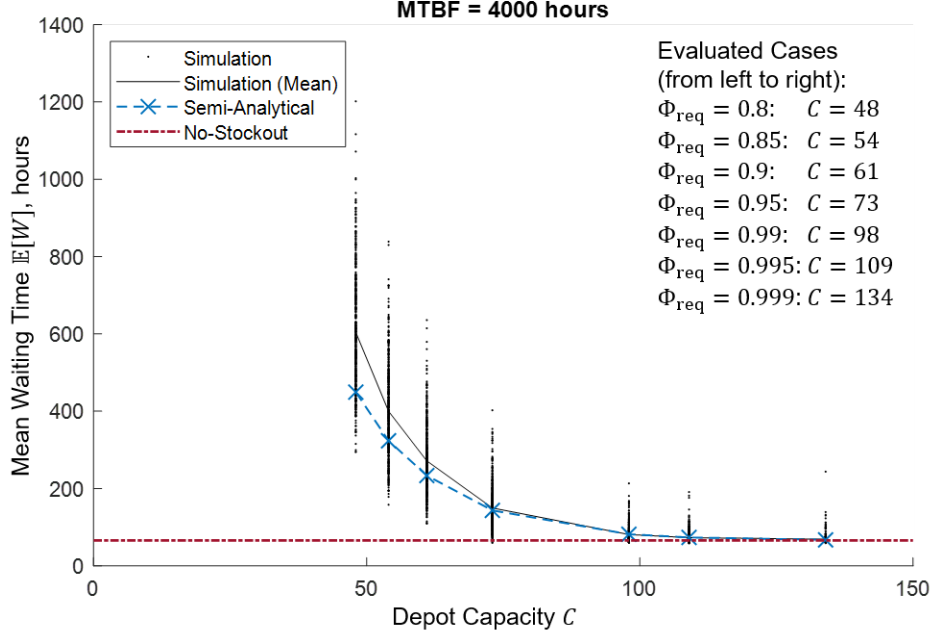 MTBF = 4000 hours
1400
1200
1000
800
600
400
200
0
Mean Waiting Time 𝔼[W], hours
Simulation
Simulation (Mean)
Semi-Analytical
No-Stockout
Evaluated Cases
(from left to right):
Φreq = 0.8: C = 48
Φreq = 0.85: C = 54
Φreq = 0.9: C = 61
Φreq = 0.95: C = 73
Φreq = 0.99: C = 98
Φreq = 0.995: C = 109
Φreq = 0.999: C = 134
0 50 100 150
Depot Capacity C